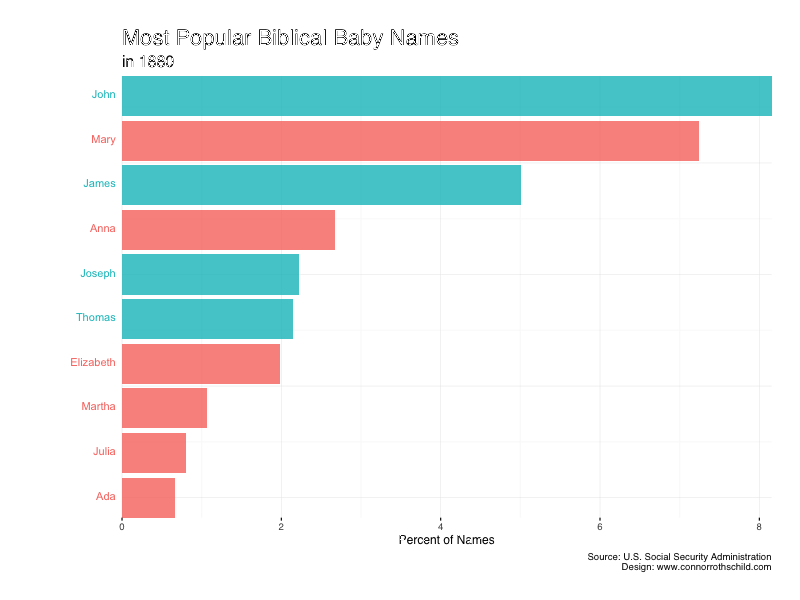 Most Popular Biblical Baby Names
in 1880
John
Mary
James
Anna
Joseph
Thomas
Elizabeth
Martha
Julia
Ada
0 2 4 6 8
Percent of Names
Source: U.S. Social Security Administration
Design: www.connorrothschild.com